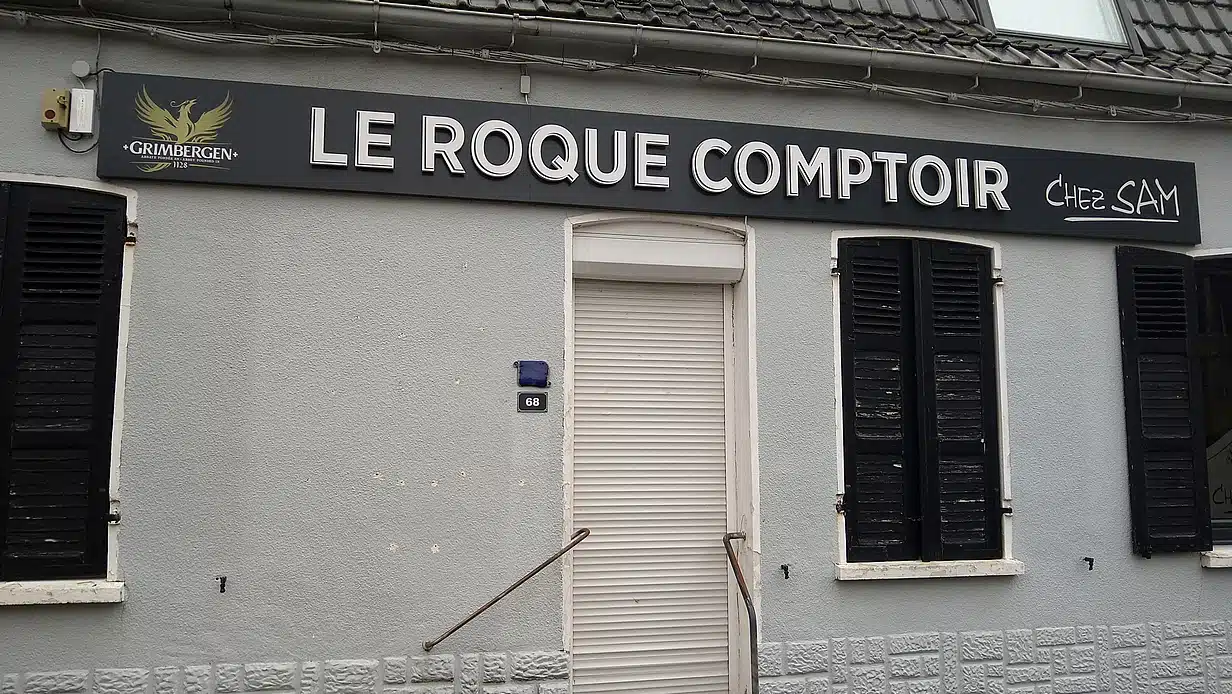 GRIMBERGEN
1128
LE ROQUE COMPTOIR
CHEZ SAM
68